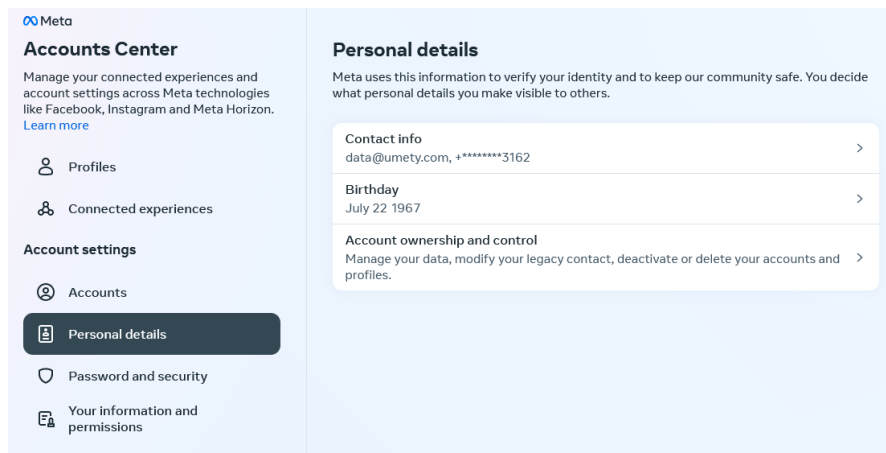 Meta
Accounts Center
Manage your connected experiences and
account settings across Meta technologies
like Facebook, Instagram and Meta Horizon.
Learn more
Profiles
Connected experiences
Account settings
Accounts
Personal details
Password and security
Your information and
permissions
Personal details
Meta uses this information to verify your identity and to keep our community safe. You decide
what personal details you make visible to others.
Contact info
data@umety.com, +********3162
Birthday
July 22 1967
Account ownership and control
Manage your data, modify your legacy contact, deactivate or delete your accounts and
profiles.